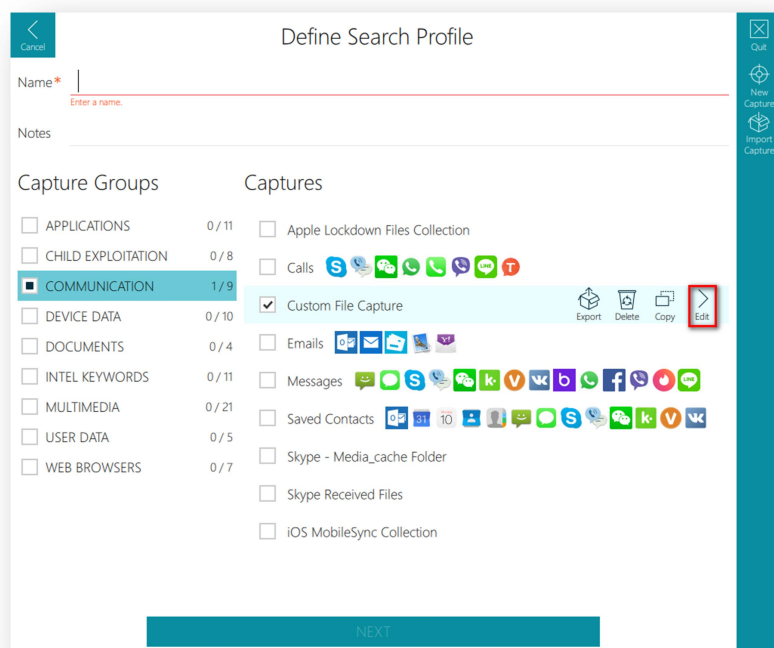 Cancel
Define Search Profile
Quit
Name*
Enter a name.
New
Capture
Notes
Import
Capture
Capture Groups
Captures
APPLICATIONS 0 / 11
CHILD EXPLOITATION 0 / 8
COMMUNICATION 1 / 9
DEVICE DATA 0 / 10
DOCUMENTS 0 / 4
INTEL KEYWORDS 0 / 11
MULTIMEDIA 0 / 21
USER DATA 0 / 5
WEB BROWSERS 0 / 7
Apple Lockdown Files Collection
Calls
Custom File Capture
Export Delete Copy Edit
Emails
Messages
Saved Contacts 31 10
Skype - Media_cache Folder
Skype Received Files
iOS MobileSync Collection
NEXT